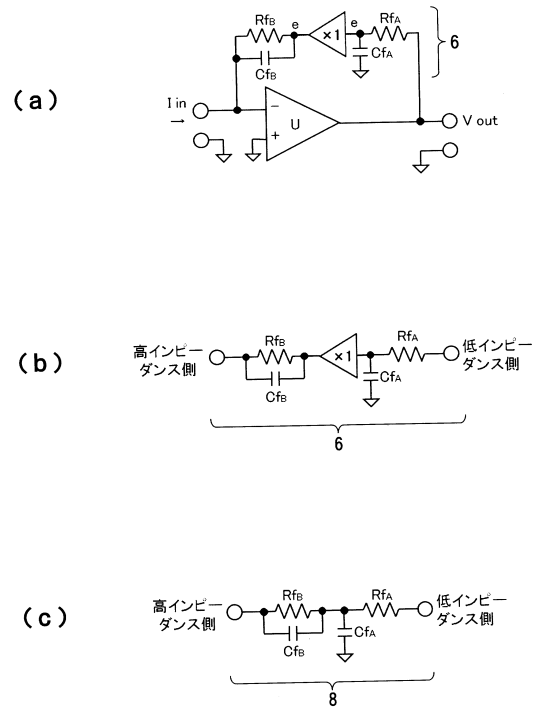 (a)
RfB
e
×1
e
RfA
CfB
CfA
6
I in
→
−
+
U
V out
(b)
高インピー
ダンス側
RfB
CfB
×1
RfA
CfA
低インピー
ダンス側
6
(c)
高インピー
ダンス側
RfB
CfB
RfA
CfA
低インピー
ダンス側
8